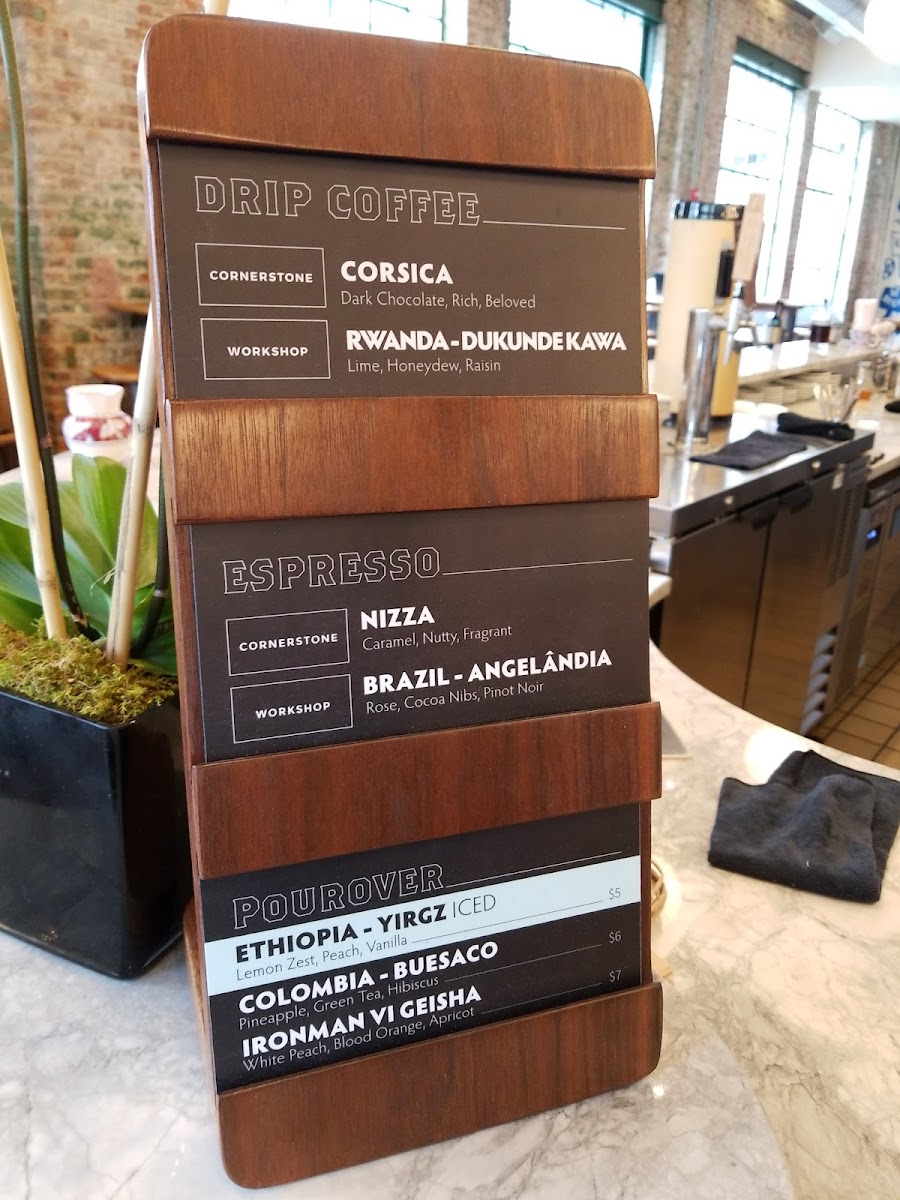 DRIP COFFEE
CORNERSTONE
CORSICA
Dark Chocolate, Rich, Beloved
WORKSHOP
RWANDA - DUKUNDE KAWA
Lime, Honeydew, Raisin
ESPRESSO
CORNERSTONE
NIZZA
Caramel, Nutty, Fragrant
WORKSHOP
BRAZIL - ANGELÂNDIA
Rose, Cocoa Nibs, Pinot Noir
POUROVER
ETHIOPIA - YIRGZ ICED
Lemon Zest, Peach, Vanilla $5
COLOMBIA - BUESACO
Pineapple, Green Tea, Hibiscus $6
IRONMAN VI GEISHA
White Peach, Blood Orange, Apricot $7